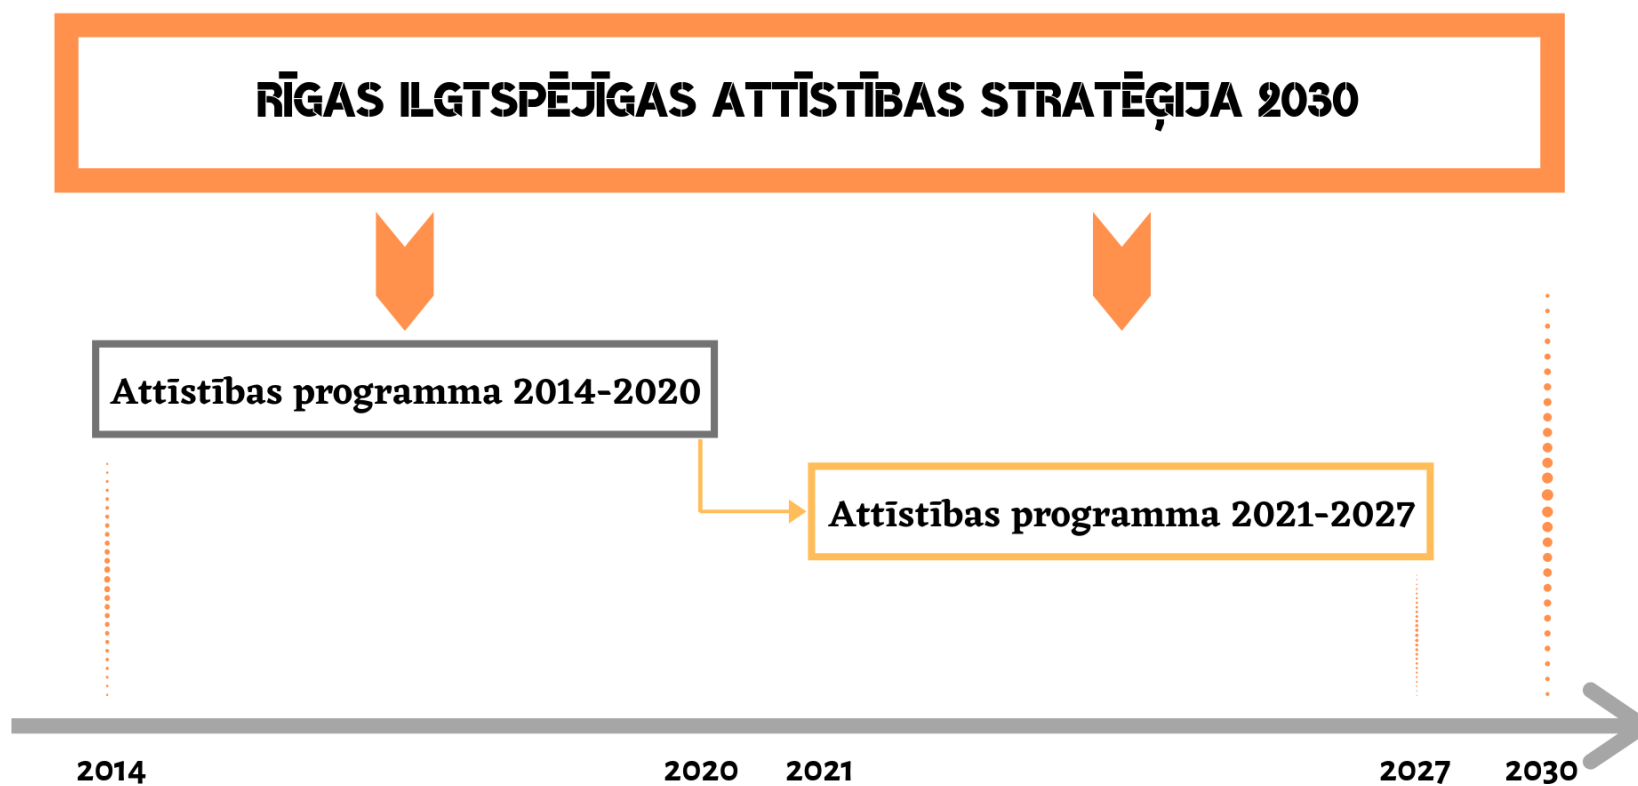 RĪGAS ILGTSPĒJĪGAS ATTĪSTĪBAS STRATĒĢIJA 2030
Attīstības programma 2014-2020
Attīstības programma 2021-2027
2014 2020 2021 2027 2030